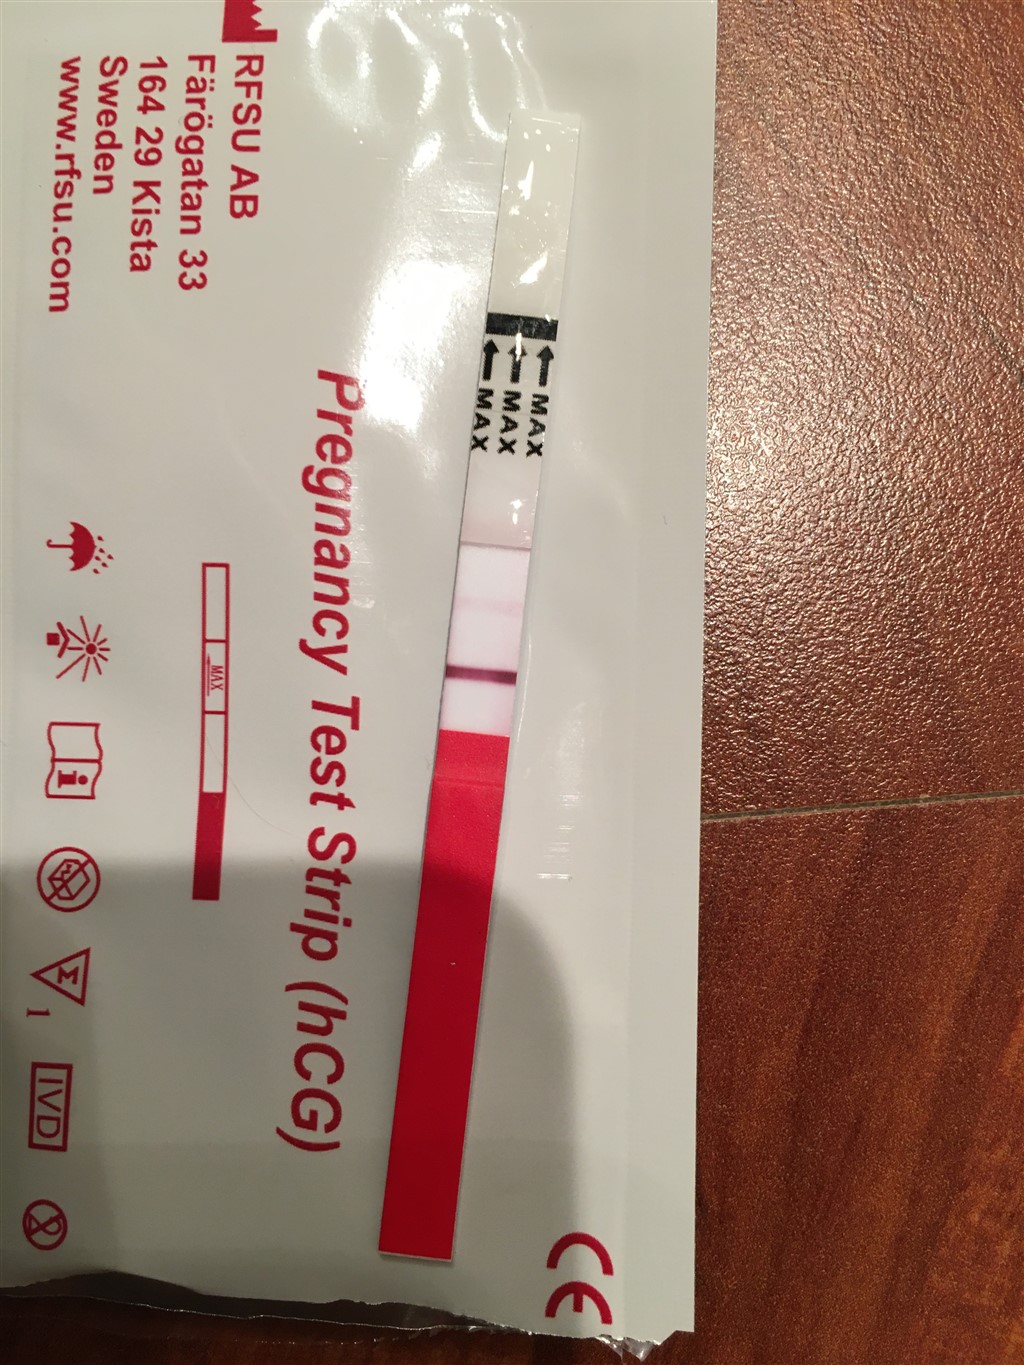 RFSU AB
Färögatan 33
164 29 Kista
Sweden
www.rfsu.com
Pregnancy Test Strip (hCG)
MAX
MAX
MAX
MAX
i
Σ
1
IVD
2
CE